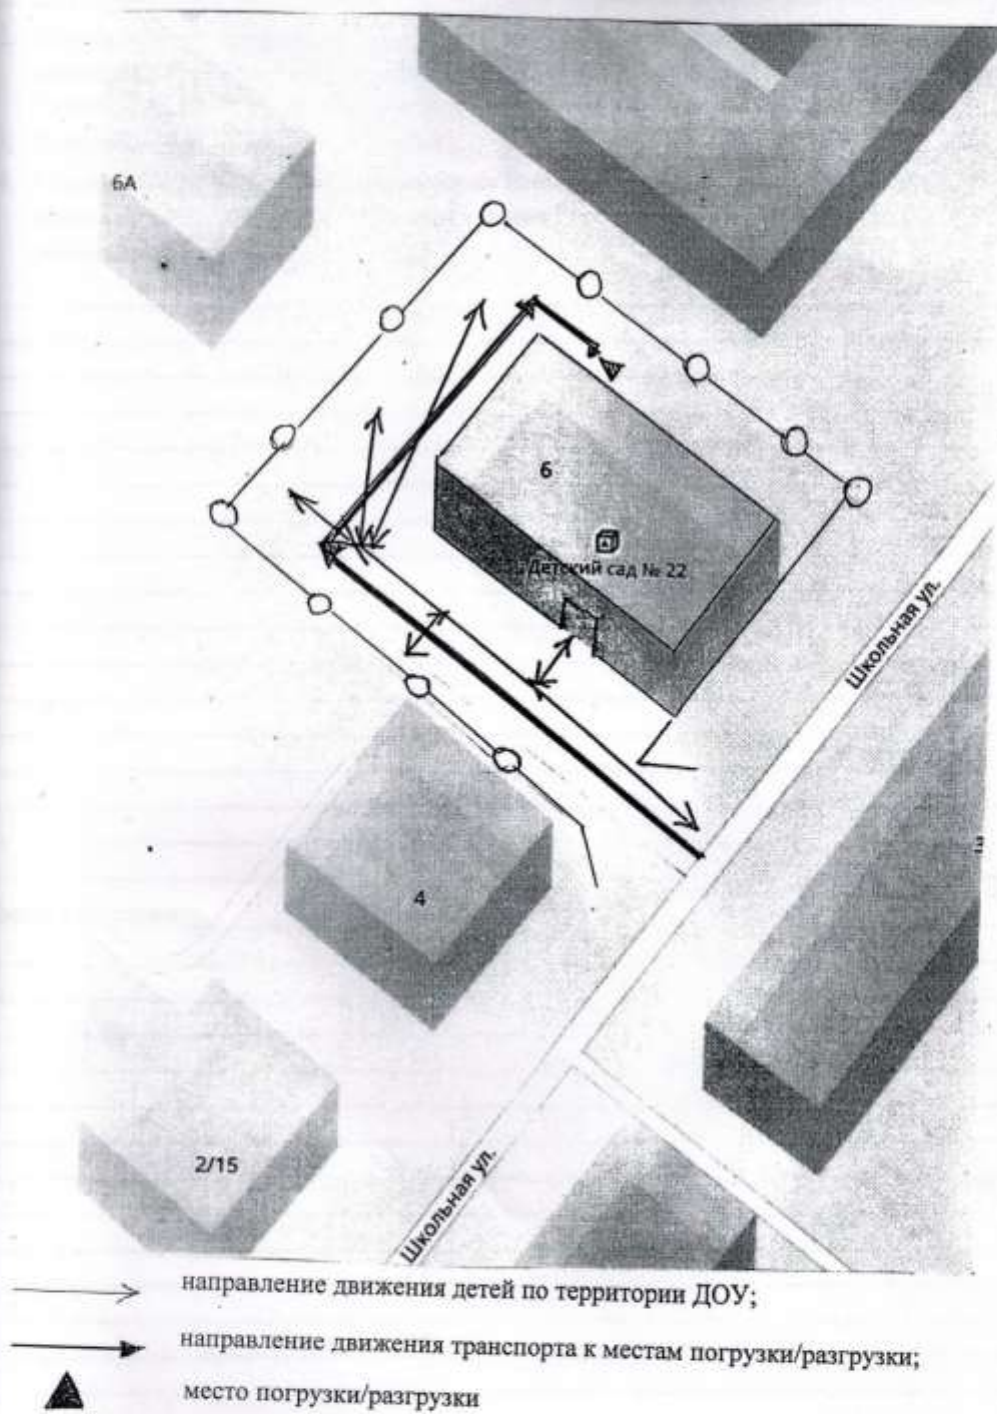 6А
6
Детский сад № 22
Школьная ул.
3
4
2/15
Школьная ул.
направление движения детей по территории ДОУ;
направление движения транспорта к местам погрузки/разгрузки;
место погрузки/разгрузки